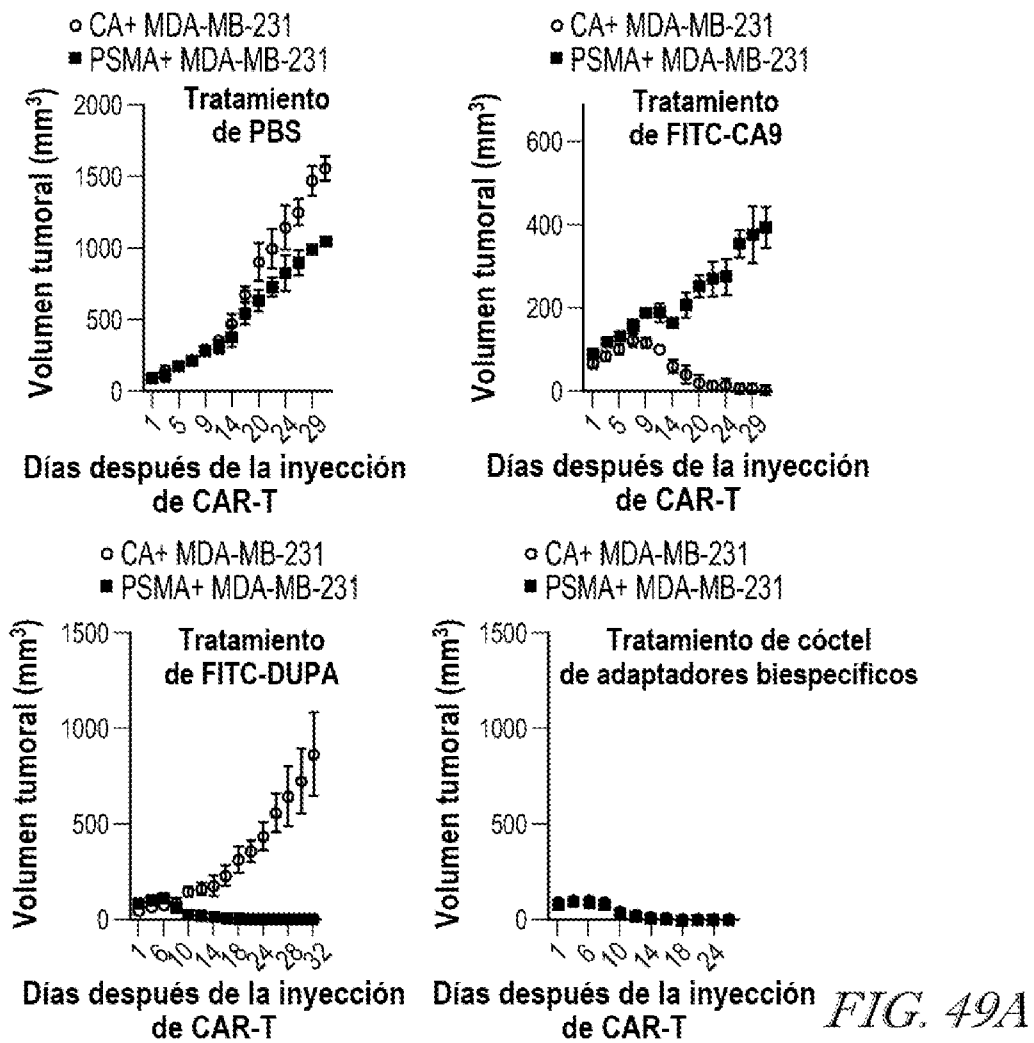 ○ CA+ MDA-MB-231
■ PSMA+ MDA-MB-231
Tratamiento
de PBS
Volumen tumoral (mm³)
2000
1500
1000
500
0
1 5 9 14 20 24 29
Días después de la inyección
de CAR-T
○ CA+ MDA-MB-231
■ PSMA+ MDA-MB-231
Tratamiento
de FITC-CA9
Volumen tumoral (mm³)
600
400
200
0
1 5 9 14 20 24 29
Días después de la inyección
de CAR-T
○ CA+ MDA-MB-231
■ PSMA+ MDA-MB-231
Tratamiento
de FITC-DUPA
Volumen tumoral (mm³)
1500
1000
500
0
1 6 10 14 18 24 28 32
Días después de la inyección
de CAR-T
○ CA+ MDA-MB-231
■ PSMA+ MDA-MB-231
Tratamiento de cóctel
de adaptadores biespecíficos
Volumen tumoral (mm³)
1500
1000
500
0
1 6 10 14 18 24
Días después de la inyección
de CAR-T
FIG. 49A